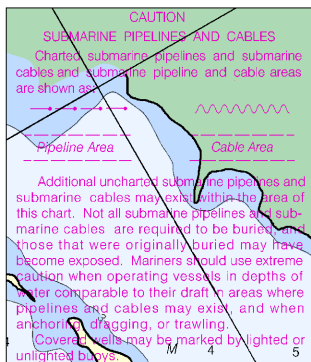 CAUTION
SUBMARINE PIPELINES AND CABLES
Charted submarine pipelines and submarine
cables and submarine pipeline and cable areas
are shown as:
Pipeline Area Cable Area
Additional uncharted submarine pipelines and
submarine cables may exist within the area of
this chart. Not all submarine pipelines and sub-
marine cables are required to be buried, and
those that were originally buried may have
become exposed. Mariners should use extreme
caution when operating vessels in depths of
water comparable to their draft in areas where
pipelines and cables may exist, and when
anchoring, dragging, or trawling.
Covered wells may be marked by lighted or
unlighted buoys.
M 4 5